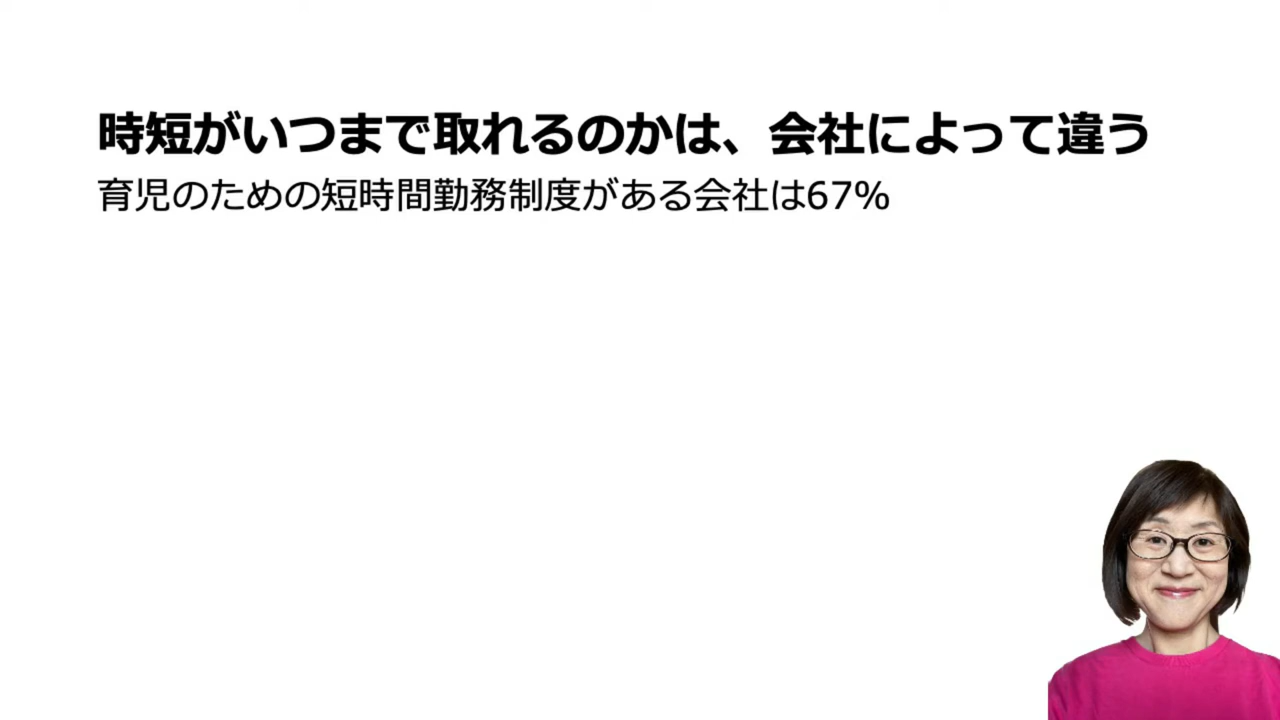 時短がいつまで取れるのかは、会社によって違う
育児のための短時間勤務制度がある会社は67%